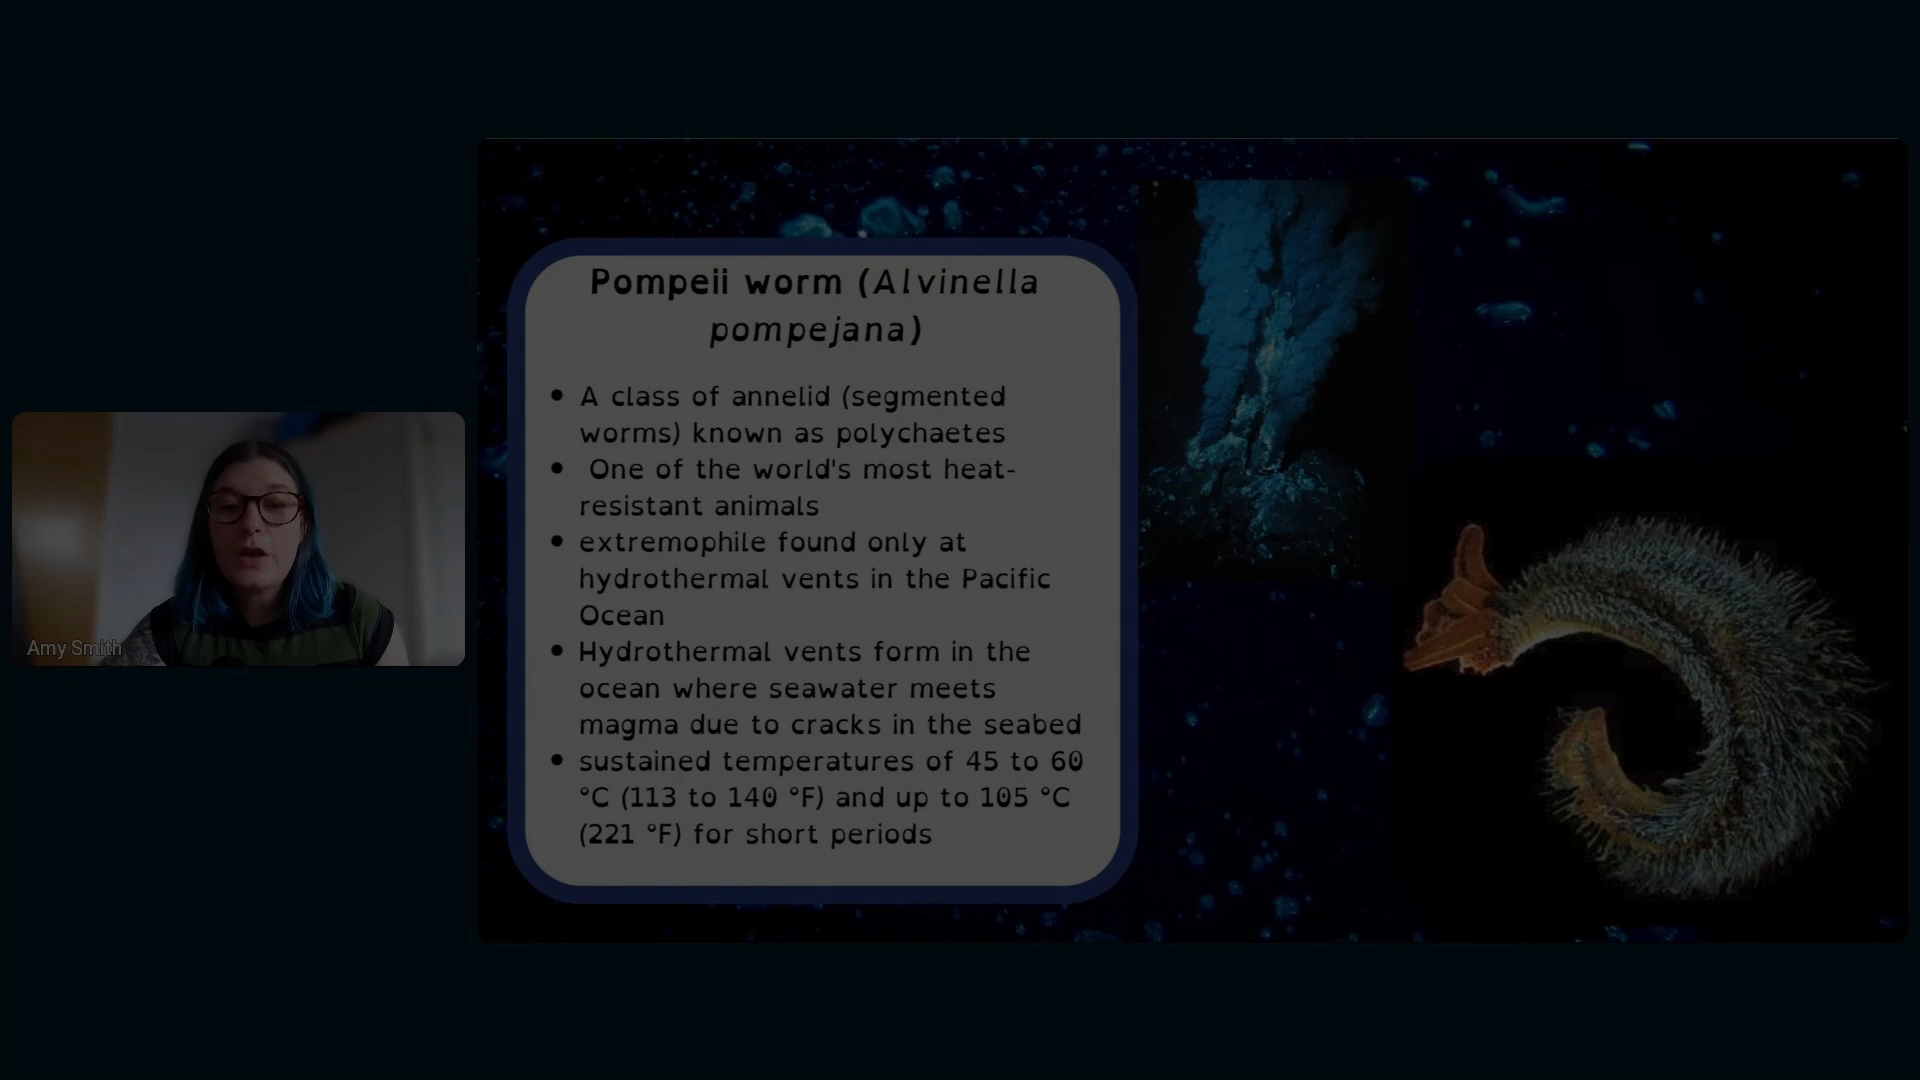 Amy Smith
Pompeii worm (Alvinella
pompejana)
• A class of annelid (segmented
worms) known as polychaetes
• One of the world's most heat-
resistant animals
• extremophile found only at
hydrothermal vents in the Pacific
Ocean
• Hydrothermal vents form in the
ocean where seawater meets
magma due to cracks in the seabed
• sustained temperatures of 45 to 60
°C (113 to 140 °F) and up to 105 °C
(221 °F) for short periods